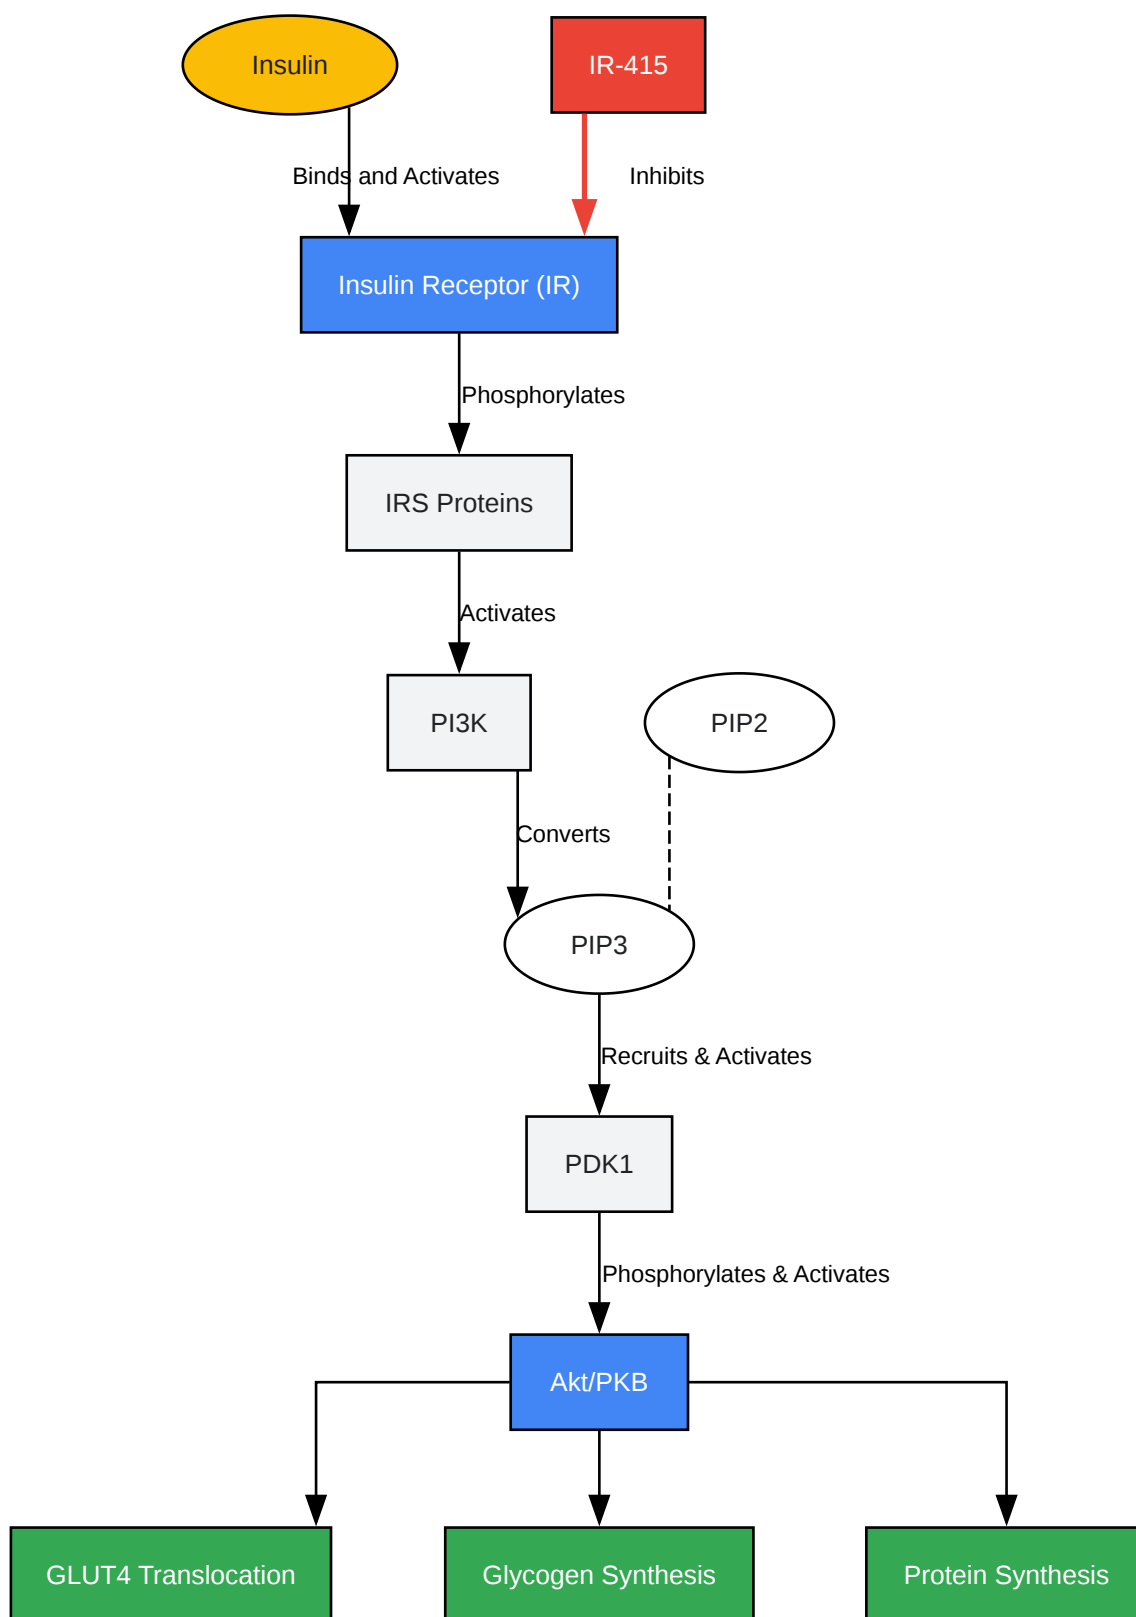 Insulin
IR-415
Binds and Activates
Inhibits
Insulin Receptor (IR)
Phosphorylates
IRS Proteins
Activates
PI3K
PIP2
Converts
PIP3
Recruits & Activates
PDK1
Phosphorylates & Activates
Akt/PKB
GLUT4 Translocation
Glycogen Synthesis
Protein Synthesis